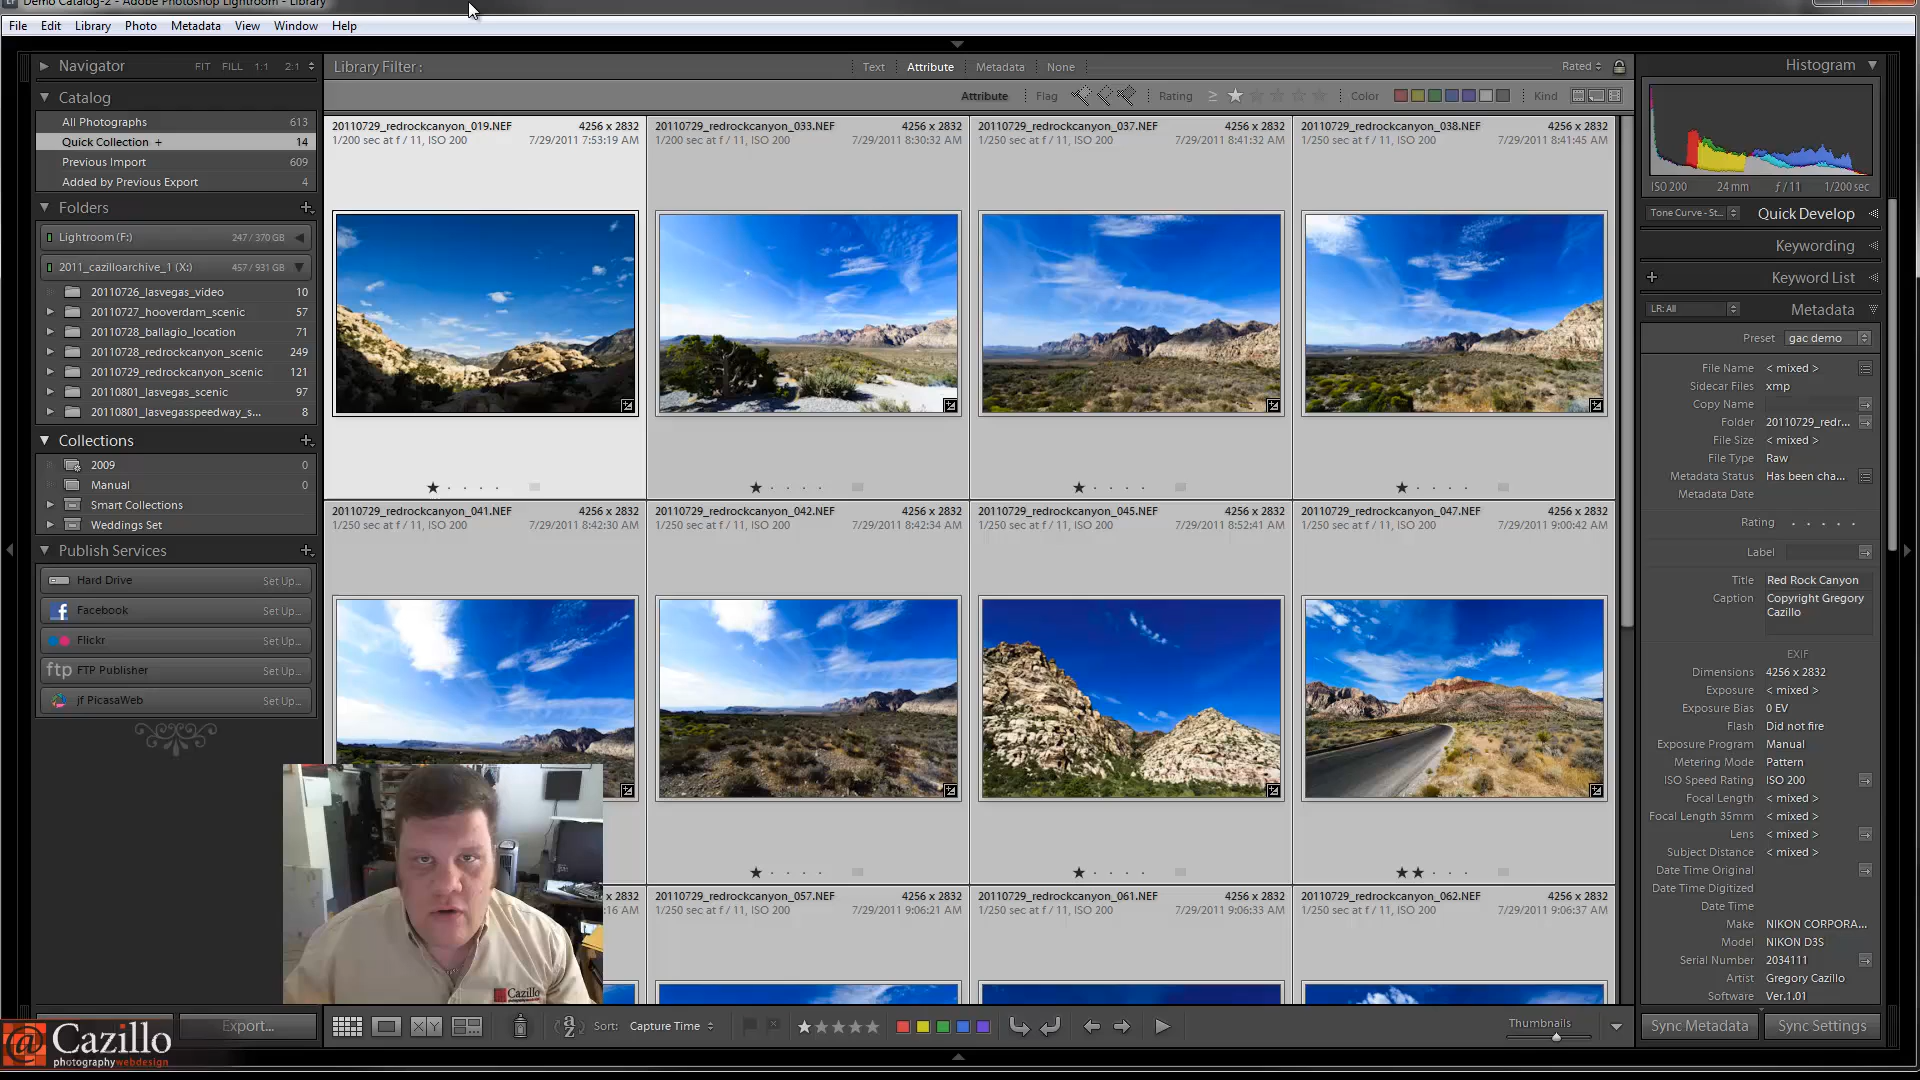 Demo Catalog-2 - Adobe Photoshop Lightroom - Library
File Edit Library Photo Metadata View Window Help
Navigator FIT FILL 1:1 2:1
Library Filter : Text Attribute Metadata None Rated
Histogram
Attribute Flag Rating ≥ Color Kind
Catalog
All Photographs 613
Quick Collection + 14
Previous Import 609
Added by Previous Export 4
Folders
Lightroom (F:) 247 / 370 GB
2011_cazilloarchive_1 (X:) 457 / 931 GB
20110726_lasvegas_video 10
20110727_hooverdam_scenic 57
20110728_ballagio_location 71
20110728_redrockcanyon_scenic 249
20110729_redrockcanyon_scenic 121
20110801_lasvegas_scenic 97
20110801_lasvegasspeedway_s... 8
Collections
2009 0
Manual 0
Smart Collections
Weddings Set
Publish Services
Hard Drive Set Up...
Facebook Set Up...
Flickr Set Up...
ftp FTP Publisher Set Up...
jf PicasaWeb Set Up...
Export...
20110729_redrockcanyon_019.NEF 4256 x 2832
1/200 sec at f / 11, ISO 200 7/29/2011 7:53:19 AM
20110729_redrockcanyon_033.NEF 4256 x 2832
1/200 sec at f / 11, ISO 200 7/29/2011 8:30:32 AM
20110729_redrockcanyon_037.NEF 4256 x 2832
1/250 sec at f / 11, ISO 200 7/29/2011 8:41:32 AM
20110729_redrockcanyon_038.NEF 4256 x 2832
1/250 sec at f / 11, ISO 200 7/29/2011 8:41:45 AM
20110729_redrockcanyon_041.NEF 4256 x 2832
1/250 sec at f / 11, ISO 200 7/29/2011 8:42:30 AM
20110729_redrockcanyon_042.NEF 4256 x 2832
1/250 sec at f / 11, ISO 200 7/29/2011 8:42:34 AM
20110729_redrockcanyon_045.NEF 4256 x 2832
1/250 sec at f / 11, ISO 200 7/29/2011 8:52:41 AM
20110729_redrockcanyon_047.NEF 4256 x 2832
1/250 sec at f / 11, ISO 200 7/29/2011 9:00:42 AM
x 2832
:16 AM
20110729_redrockcanyon_057.NEF 4256 x 2832
1/250 sec at f / 11, ISO 200 7/29/2011 9:06:21 AM
20110729_redrockcanyon_061.NEF 4256 x 2832
1/250 sec at f / 11, ISO 200 7/29/2011 9:06:33 AM
20110729_redrockcanyon_062.NEF 4256 x 2832
1/250 sec at f / 11, ISO 200 7/29/2011 9:06:37 AM
Cazillo
@ Cazillo
photographywebdesign
XY Sort: Capture Time Thumbnails
ISO 200 24 mm f / 11 1/200 sec
Tone Curve - St... Quick Develop
Keywording
Keyword List
LR: All Metadata
Preset gac demo
File Name < mixed >
Sidecar Files xmp
Copy Name
Folder 20110729_redr...
File Size < mixed >
File Type Raw
Metadata Status Has been cha...
Metadata Date
Rating
Label
Title Red Rock Canyon
Caption Copyright Gregory
Cazillo
EXIF
Dimensions 4256 x 2832
Exposure < mixed >
Exposure Bias 0 EV
Flash Did not fire
Exposure Program Manual
Metering Mode Pattern
ISO Speed Rating ISO 200
Focal Length < mixed >
Focal Length 35mm < mixed >
Lens < mixed >
Subject Distance < mixed >
Date Time Original
Date Time Digitized
Date Time
Make NIKON CORPORA...
Model NIKON D3S
Serial Number 2034111
Artist Gregory Cazillo
Software Ver.1.01
Sync Metadata Sync Settings